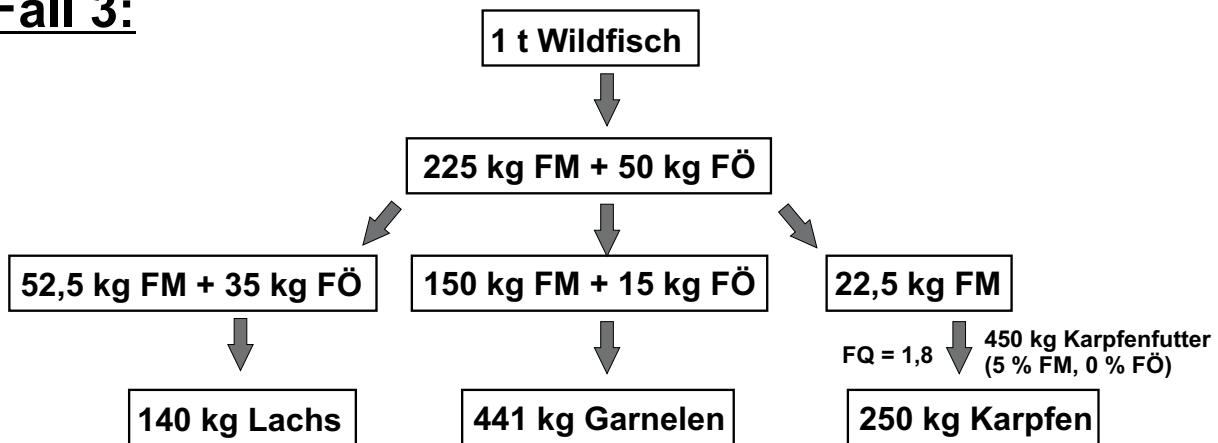 Fall 3:
1 t Wildfisch
225 kg FM + 50 kg FÖ
52,5 kg FM + 35 kg FÖ
150 kg FM + 15 kg FÖ
22,5 kg FM
FQ = 1,8
450 kg Karpfenfutter
(5 % FM, 0 % FÖ)
140 kg Lachs
441 kg Garnelen
250 kg Karpfen